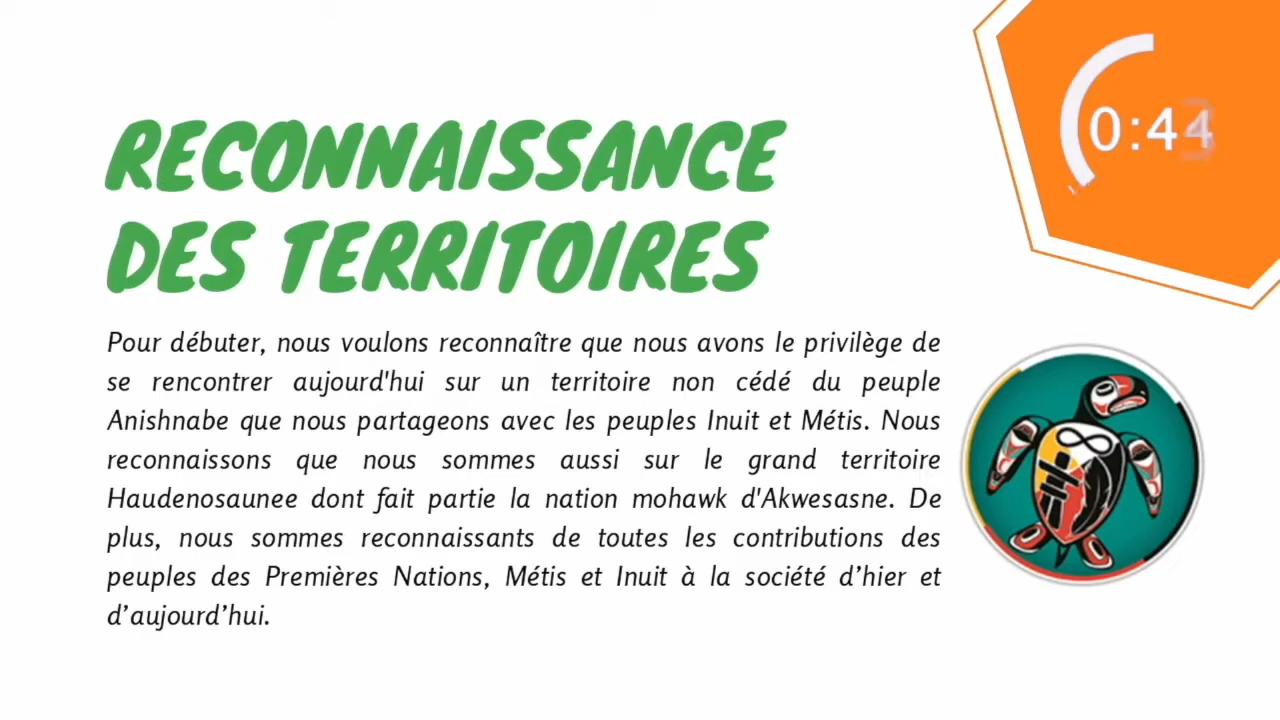 RECONNAISSANCE
DES TERRITOIRES
Pour débuter, nous voulons reconnaître que nous avons le privilège de
se rencontrer aujourd'hui sur un territoire non cédé du peuple
Anishnabe que nous partageons avec les peuples Inuit et Métis. Nous
reconnaissons que nous sommes aussi sur le grand territoire
Haudenosaunee dont fait partie la nation mohawk d'Akwesasne. De
plus, nous sommes reconnaissants de toutes les contributions des
peuples des Premières Nations, Métis et Inuit à la société d’hier et
d’aujourd’hui.